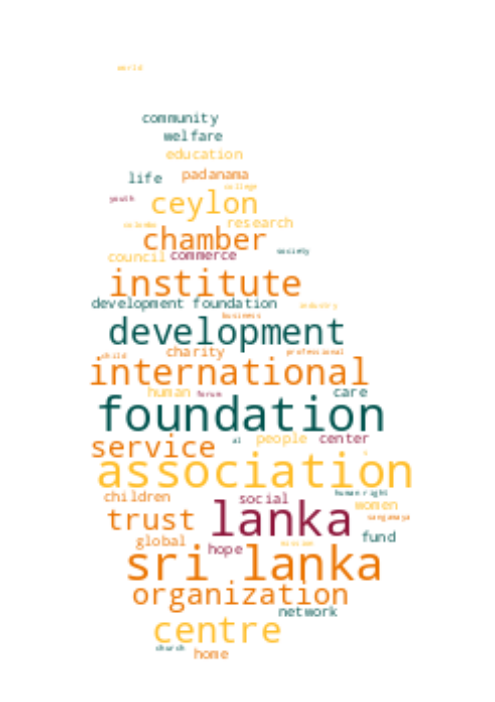 world
community
welfare
education
life padanama
college
youth ceylon
colombo research
chamber
council commerce society
institute
development foundation industry
business
development
child charity professional
international
human forum care
foundation
service al people center
association
children social human right
women
trust lanka sangamaya
global hope mission fund
sri lanka
organization
network
centre
church home